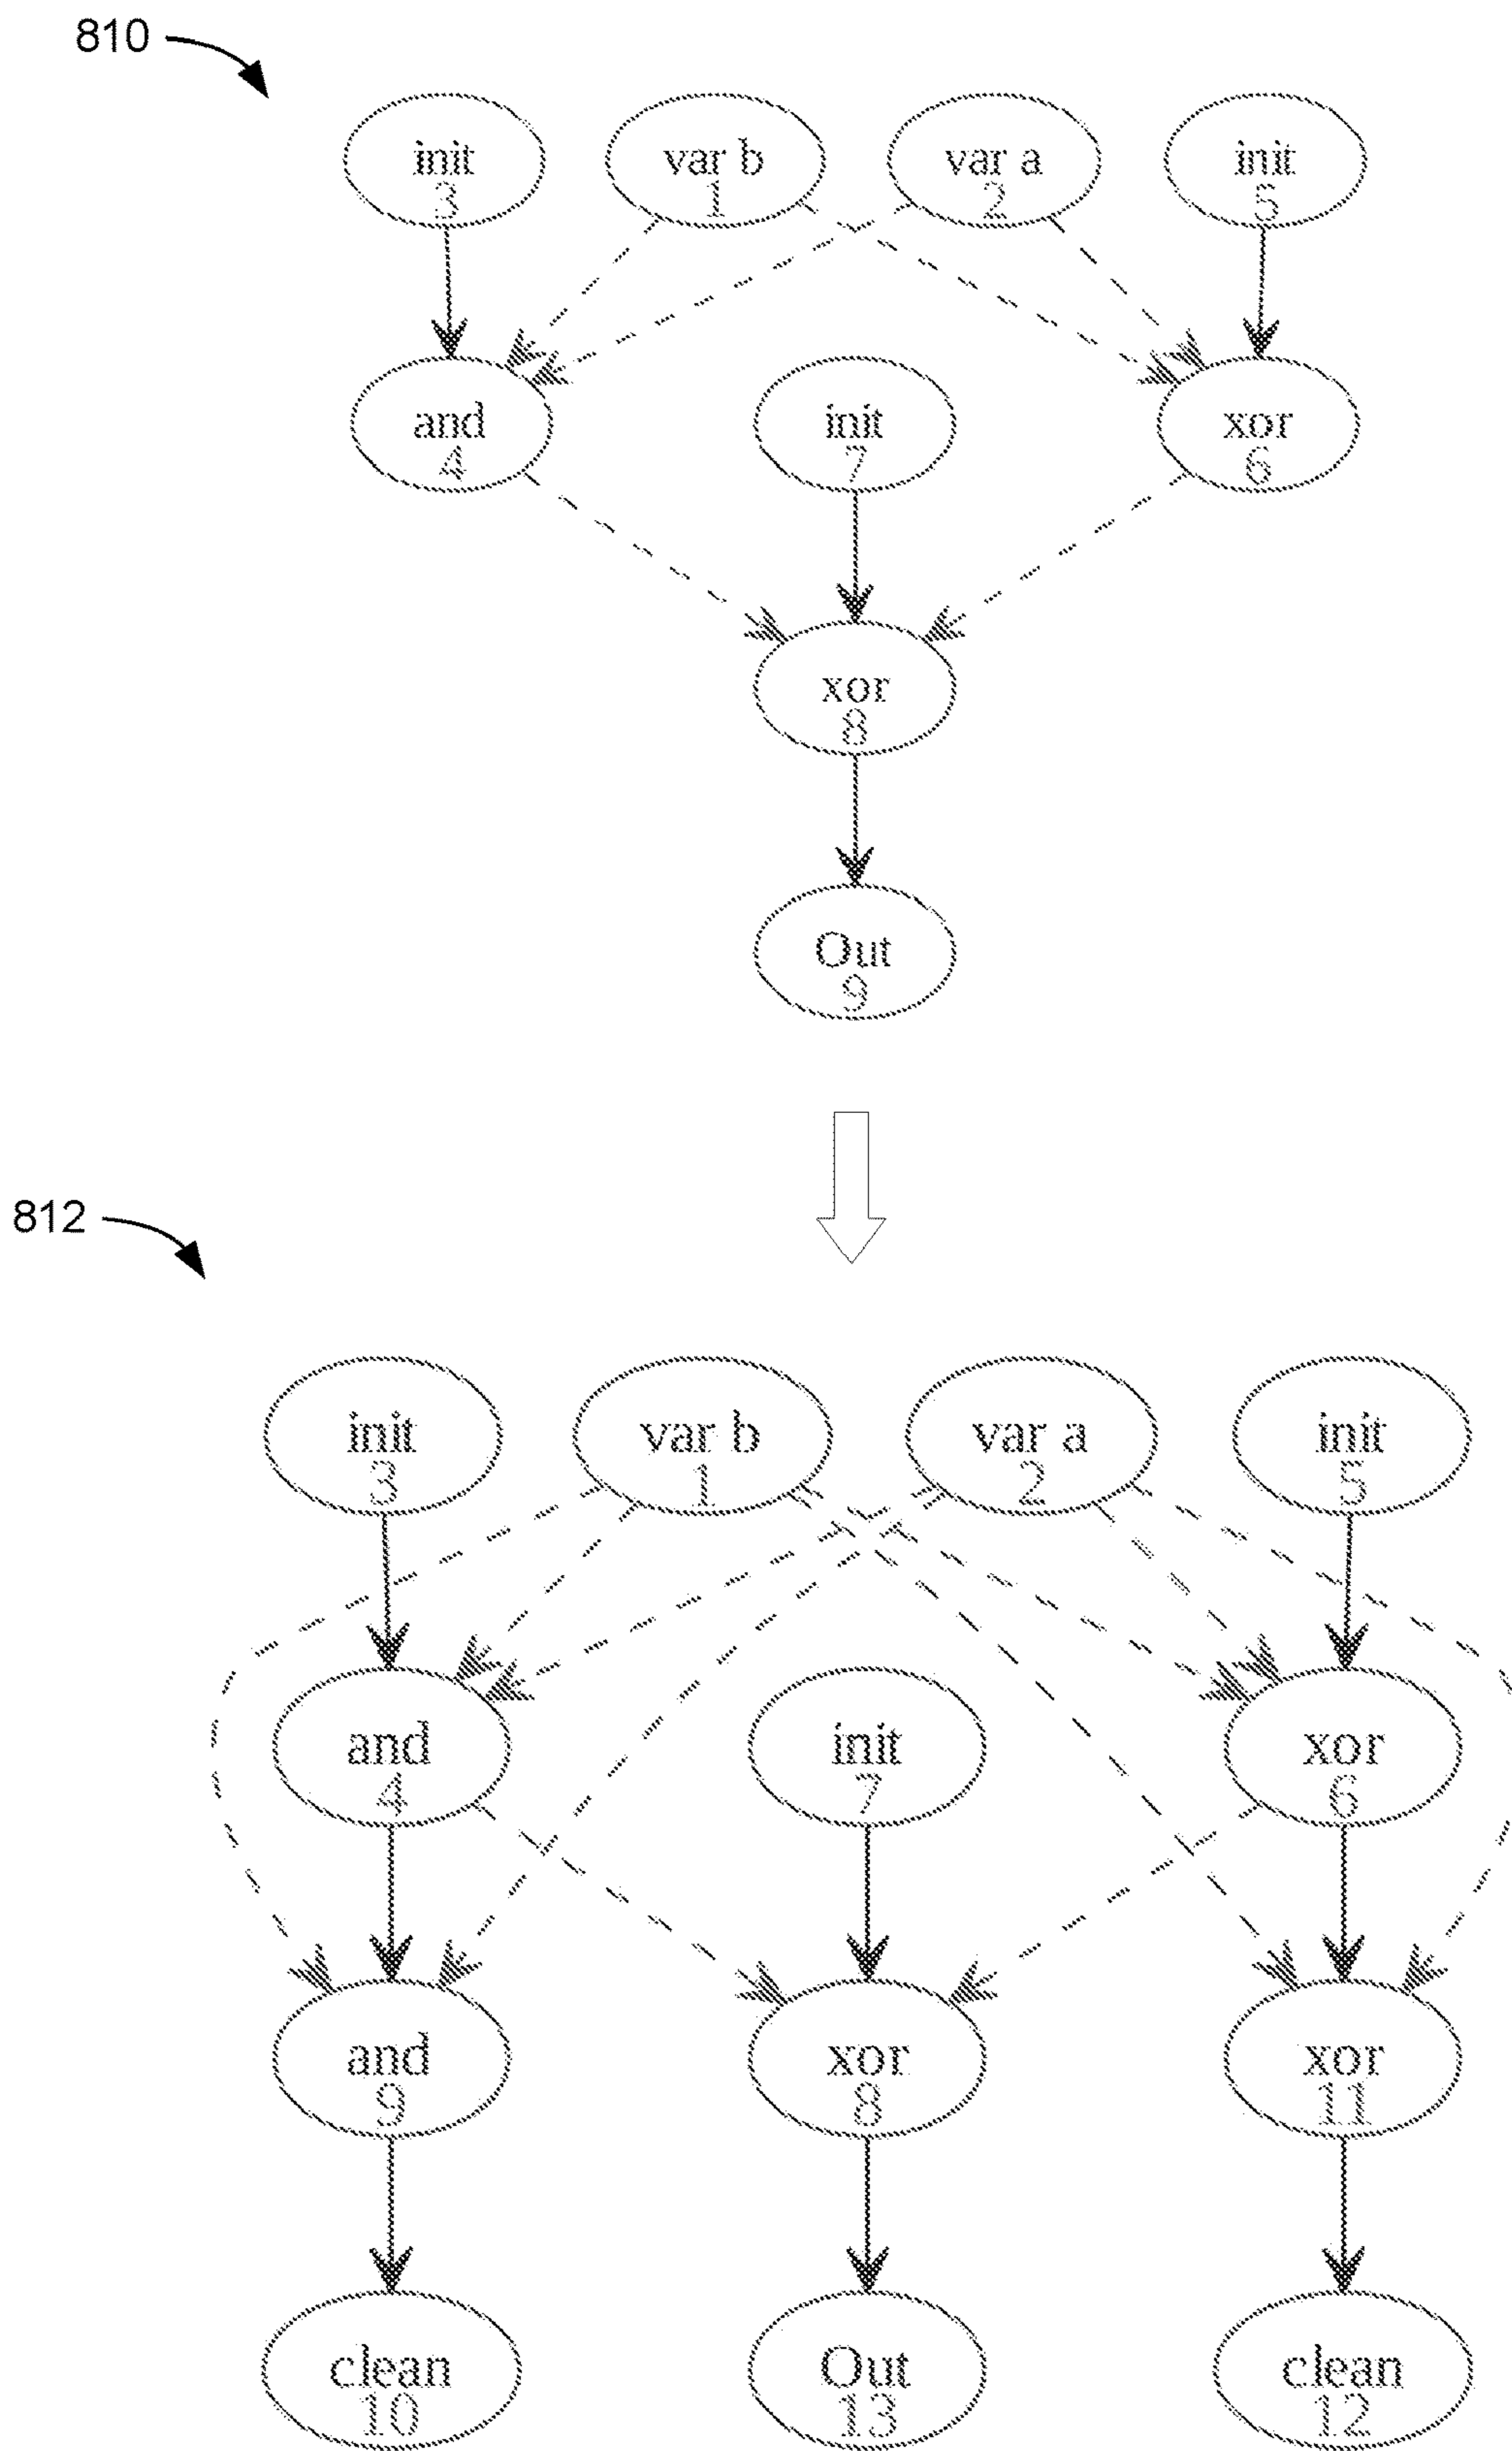 810
init
3
var b
1
var a
2
init
5
and
4
init
7
xor
6
xor
8
Out
9
812
init
3
var b
1
var a
2
init
5
and
4
init
7
xor
6
and
9
xor
8
xor
11
clean
10
Out
13
clean
12